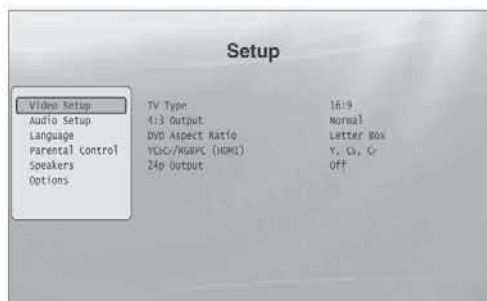 Setup
Video Setup
Audio Setup
Language
Parental Control
Speakers
Options
TV Type 16:9
4:3 Output Normal
DVD Aspect Ratio Letter Box
YCbCr/RGBPC (HDMI) Y, Cb, Cr
24p Output Off